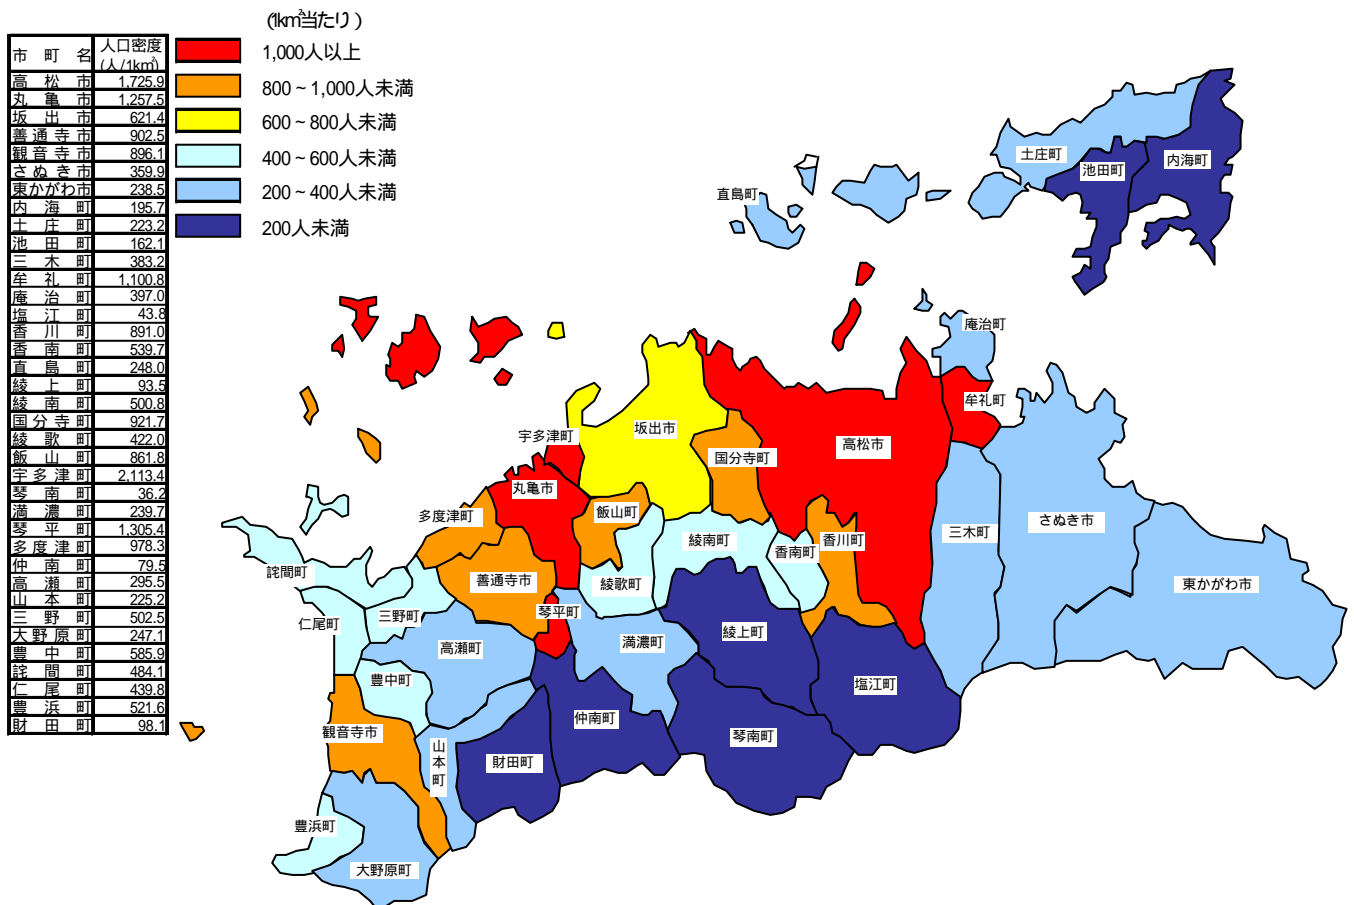 (1km²当たり)
市町名 人口密度(人/1km²)
高松市 1,725.9
丸亀市 1,257.5
坂出市 621.4
善通寺市 902.5
観音寺市 896.1
さぬき市 359.9
東かがわ市 238.5
内海町 195.7
土庄町 223.2
池田町 162.1
三木町 383.2
牟礼町 1,100.8
庵治町 397.0
塩江町 43.8
香川町 891.0
香南町 539.7
直島町 248.0
綾上町 93.5
綾南町 500.8
国分寺町 921.7
綾歌町 422.0
飯山町 861.8
宇多津町 2,113.4
琴南町 36.2
満濃町 239.7
琴平町 1,305.4
多度津町 978.3
仲南町 79.5
高瀬町 295.5
山本町 225.2
三野町 502.5
大野原町 247.1
豊中町 585.9
詫間町 484.1
仁尾町 439.8
豊浜町 521.6
財田町 98.1
1,000人以上
800~1,000人未満
600~800人未満
400~600人未満
200~400人未満
200人未満
土庄町
内海町
池田町
直島町
庵治町
牟礼町
宇多津町
坂出市
高松市
国分寺町
丸亀市
多度津町
飯山町
さぬき市
三木町
綾南町
香南町
香川町
詫間町
善通寺市
綾歌町
東かがわ市
三野町
仁尾町
琴平町
綾上町
満濃町
高瀬町
豊中町
塩江町
仲南町
観音寺市
琴南町
山本町
財田町
豊浜町
大野原町